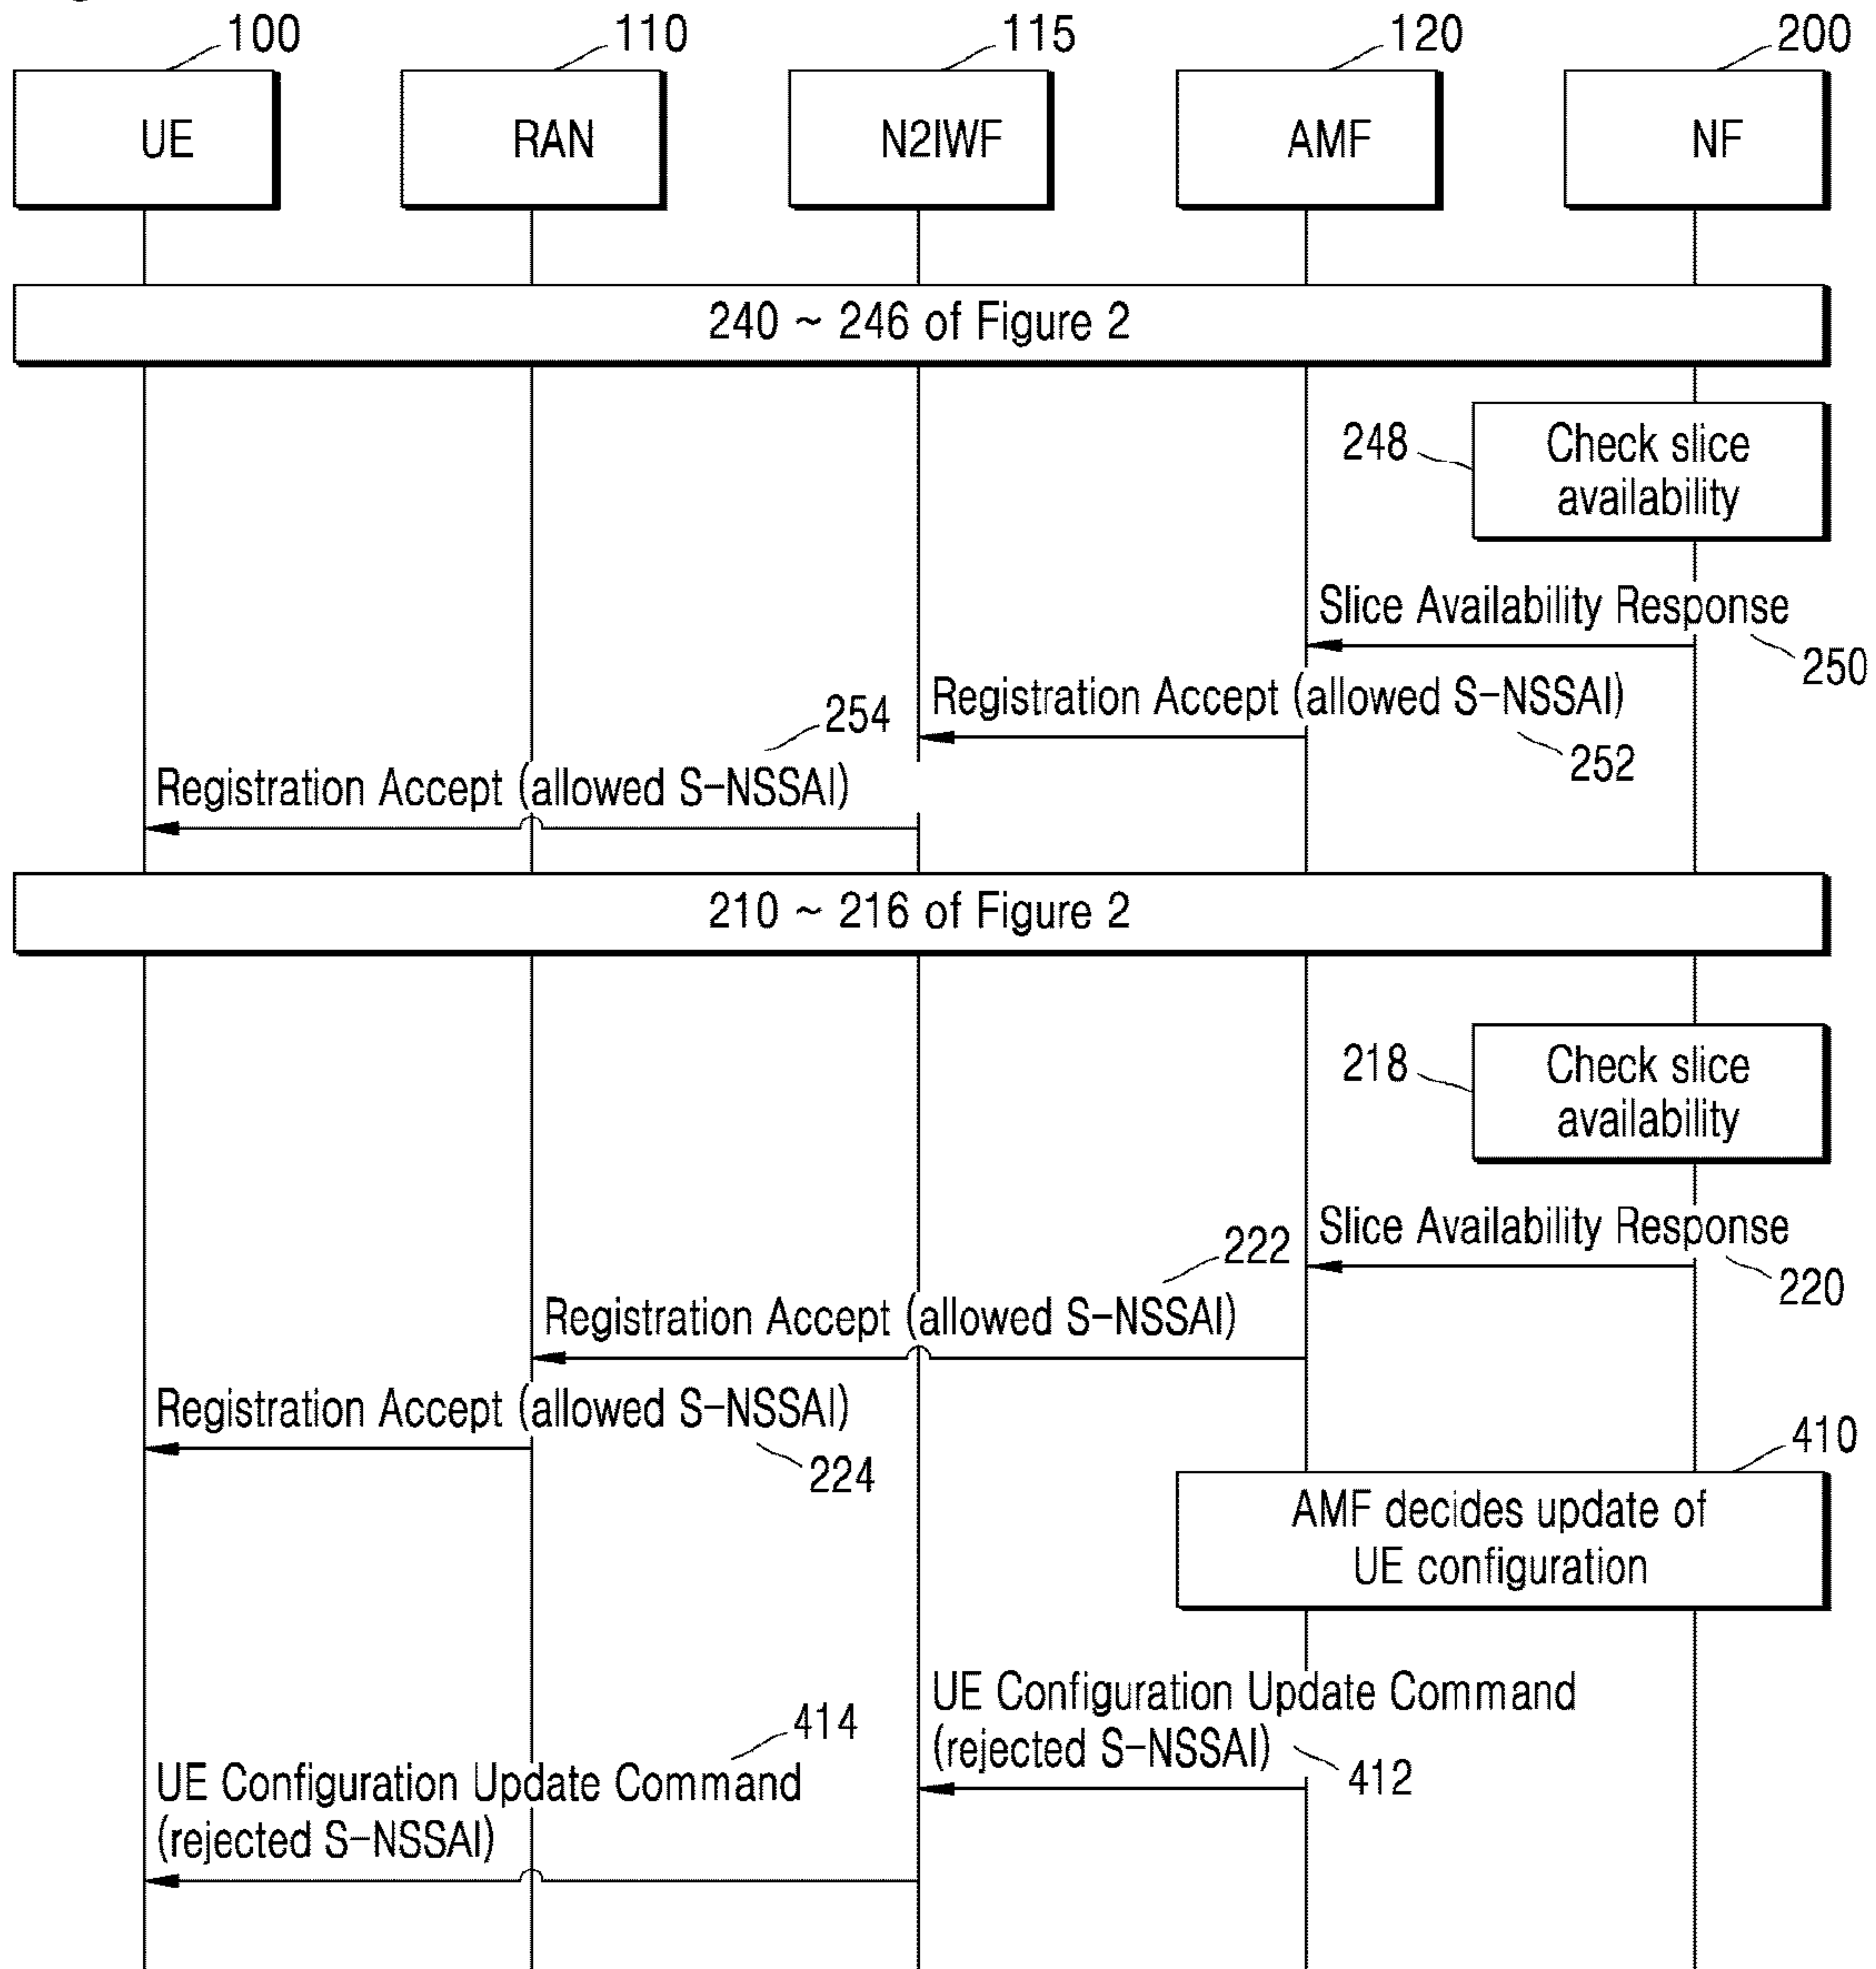 100
110
115
120
200
UE
RAN
N2IWF
AMF
NF
240 ~ 246 of Figure 2
248
Check slice
availability
Slice Availability Response
250
Registration Accept (allowed S-NSSAI)
252
254
Registration Accept (allowed S-NSSAI)
210 ~ 216 of Figure 2
218
Check slice
availability
Slice Availability Response
220
222
Registration Accept (allowed S-NSSAI)
Registration Accept (allowed S-NSSAI)
224
410
AMF decides update of
UE configuration
UE Configuration Update Command
(rejected S-NSSAI)
412
414
UE Configuration Update Command
(rejected S-NSSAI)